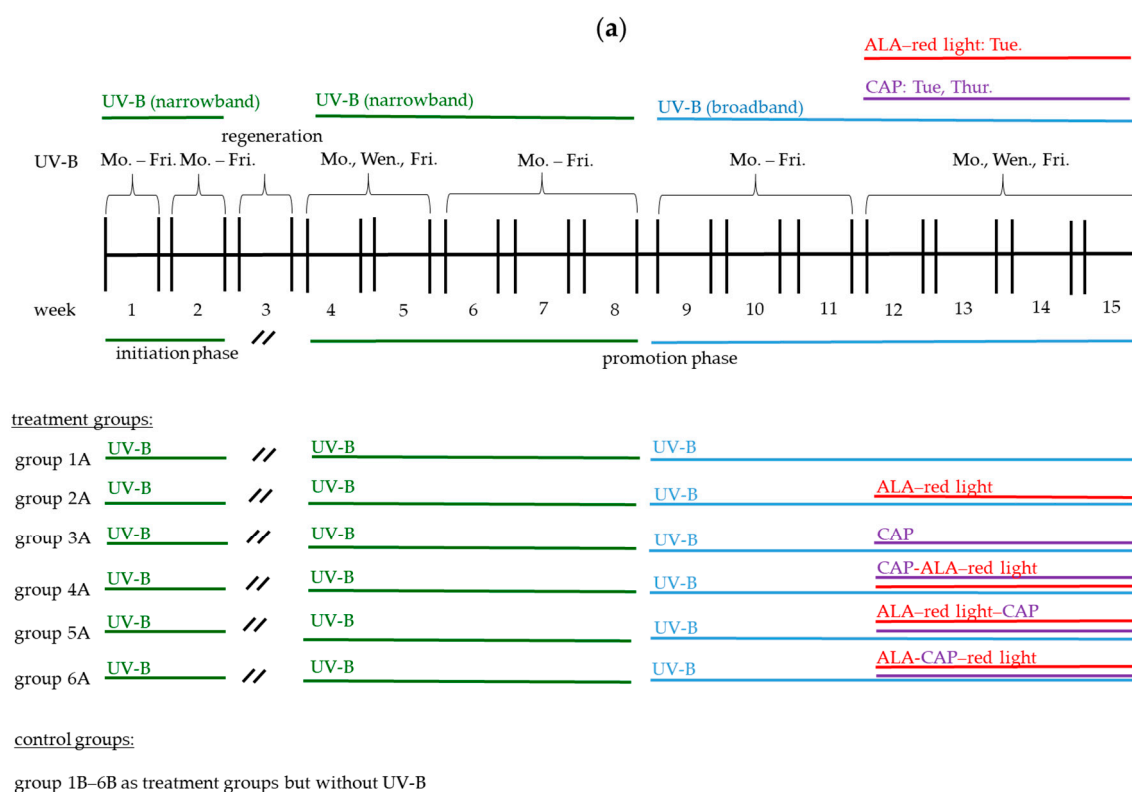 (a)
ALA–red light: Tue.
CAP: Tue, Thur.
UV-B (narrowband) UV-B (narrowband) UV-B (broadband)
regeneration
UV-B Mo. – Fri. Mo. – Fri. Mo., Wen., Fri. Mo. – Fri. Mo. – Fri. Mo., Wen., Fri.
week 1 2 3 4 5 6 7 8 9 10 11 12 13 14 15
initiation phase promotion phase
treatment groups:
group 1A UV-B UV-B UV-B
group 2A UV-B UV-B UV-B ALA–red light
group 3A UV-B UV-B UV-B CAP
group 4A UV-B UV-B UV-B CAP-ALA–red light
group 5A UV-B UV-B UV-B ALA–red light–CAP
group 6A UV-B UV-B UV-B ALA-CAP–red light
control groups:
group 1B–6B as treatment groups but without UV-B